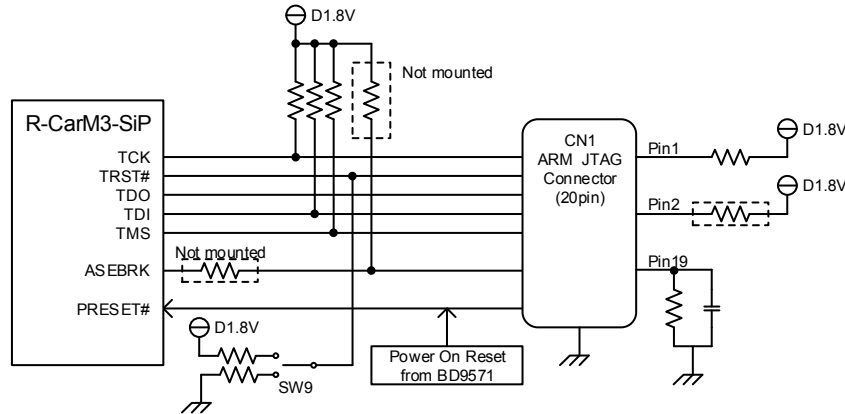 D1.8V
Not mounted
R-CarM3-SiP
TCK
TRST#
TDO
TDI
TMS
Not mounted
ASEBRK
PRESET#
D1.8V
SW9
Power On Reset
from BD9571
CN1
ARM JTAG
Connector
(20pin)
Pin1
D1.8V
Pin2
D1.8V
Pin19